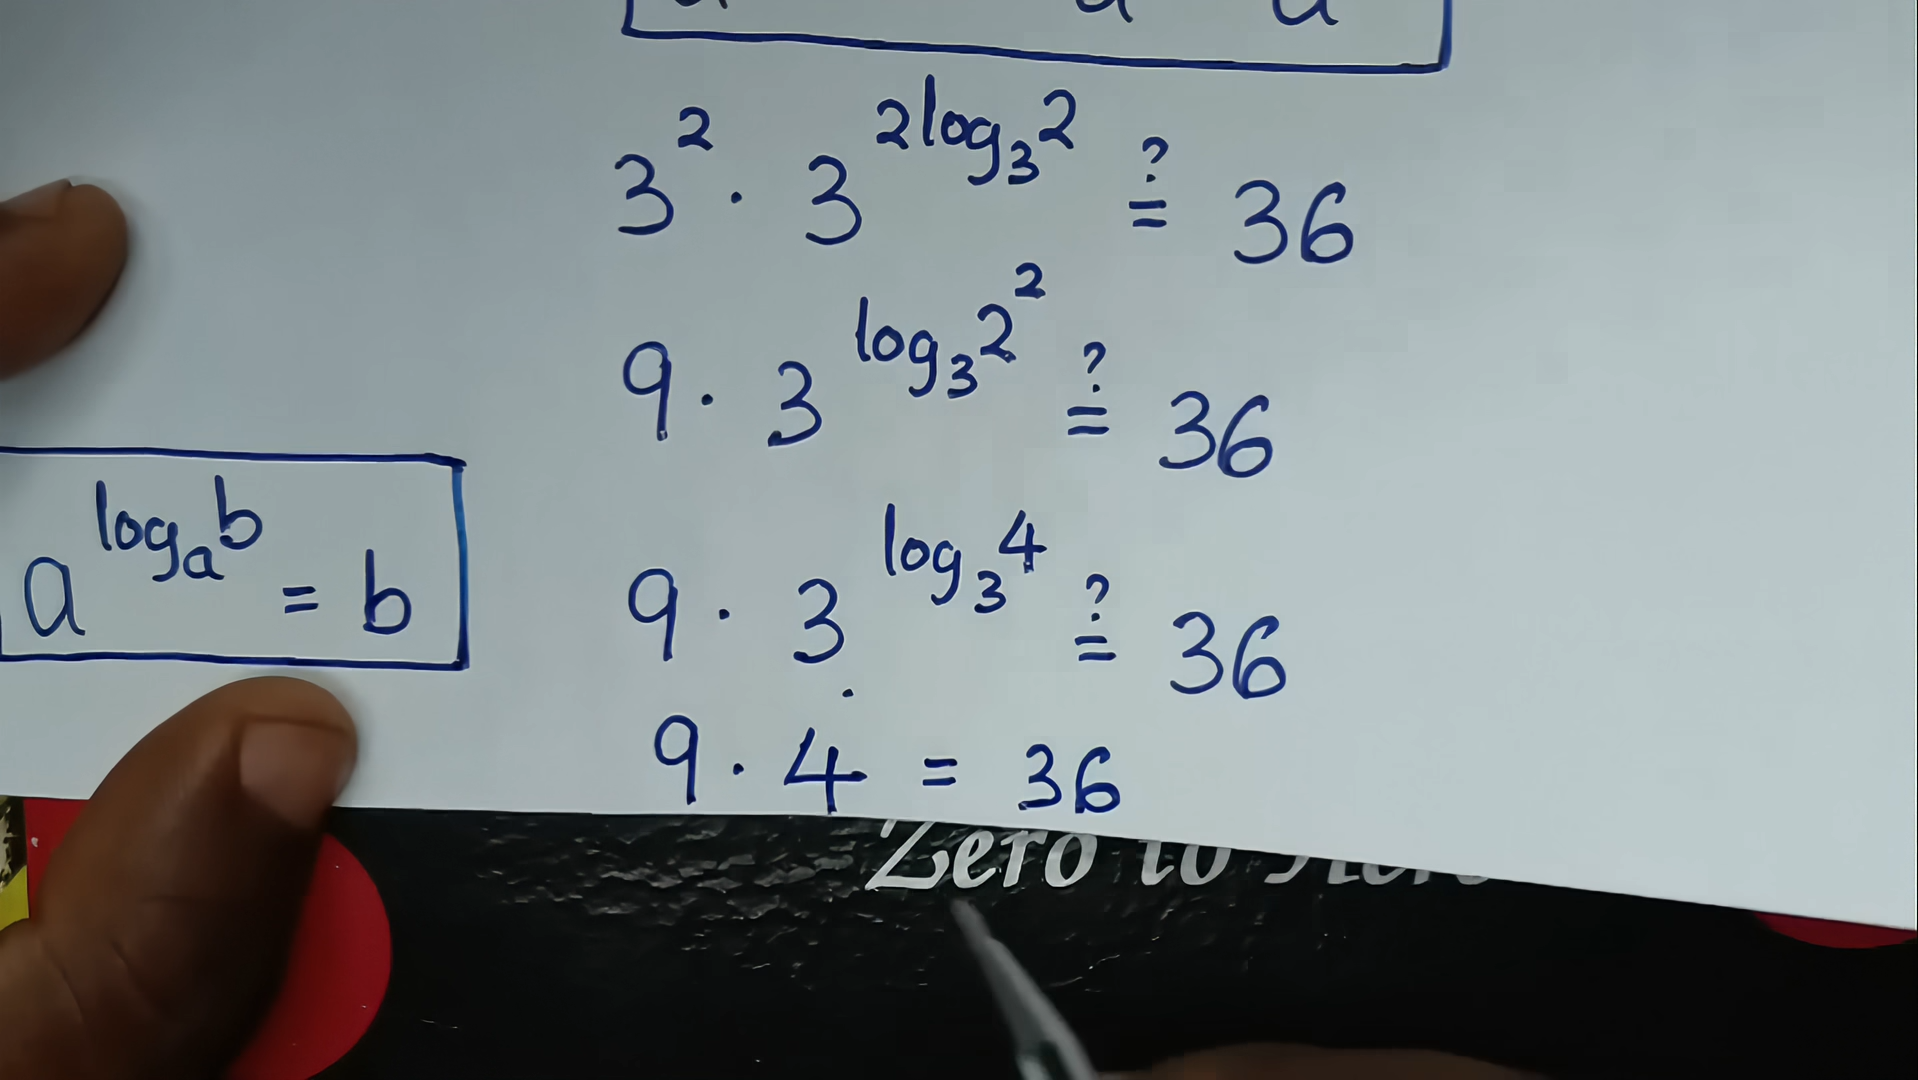 3² · 3^(2log₃2) ≟ 36
9 · 3^(log₃2²) ≟ 36
a^(logₐb) = b
9 · 3^(log₃4) ≟ 36
9 · 4 = 36
Zero to